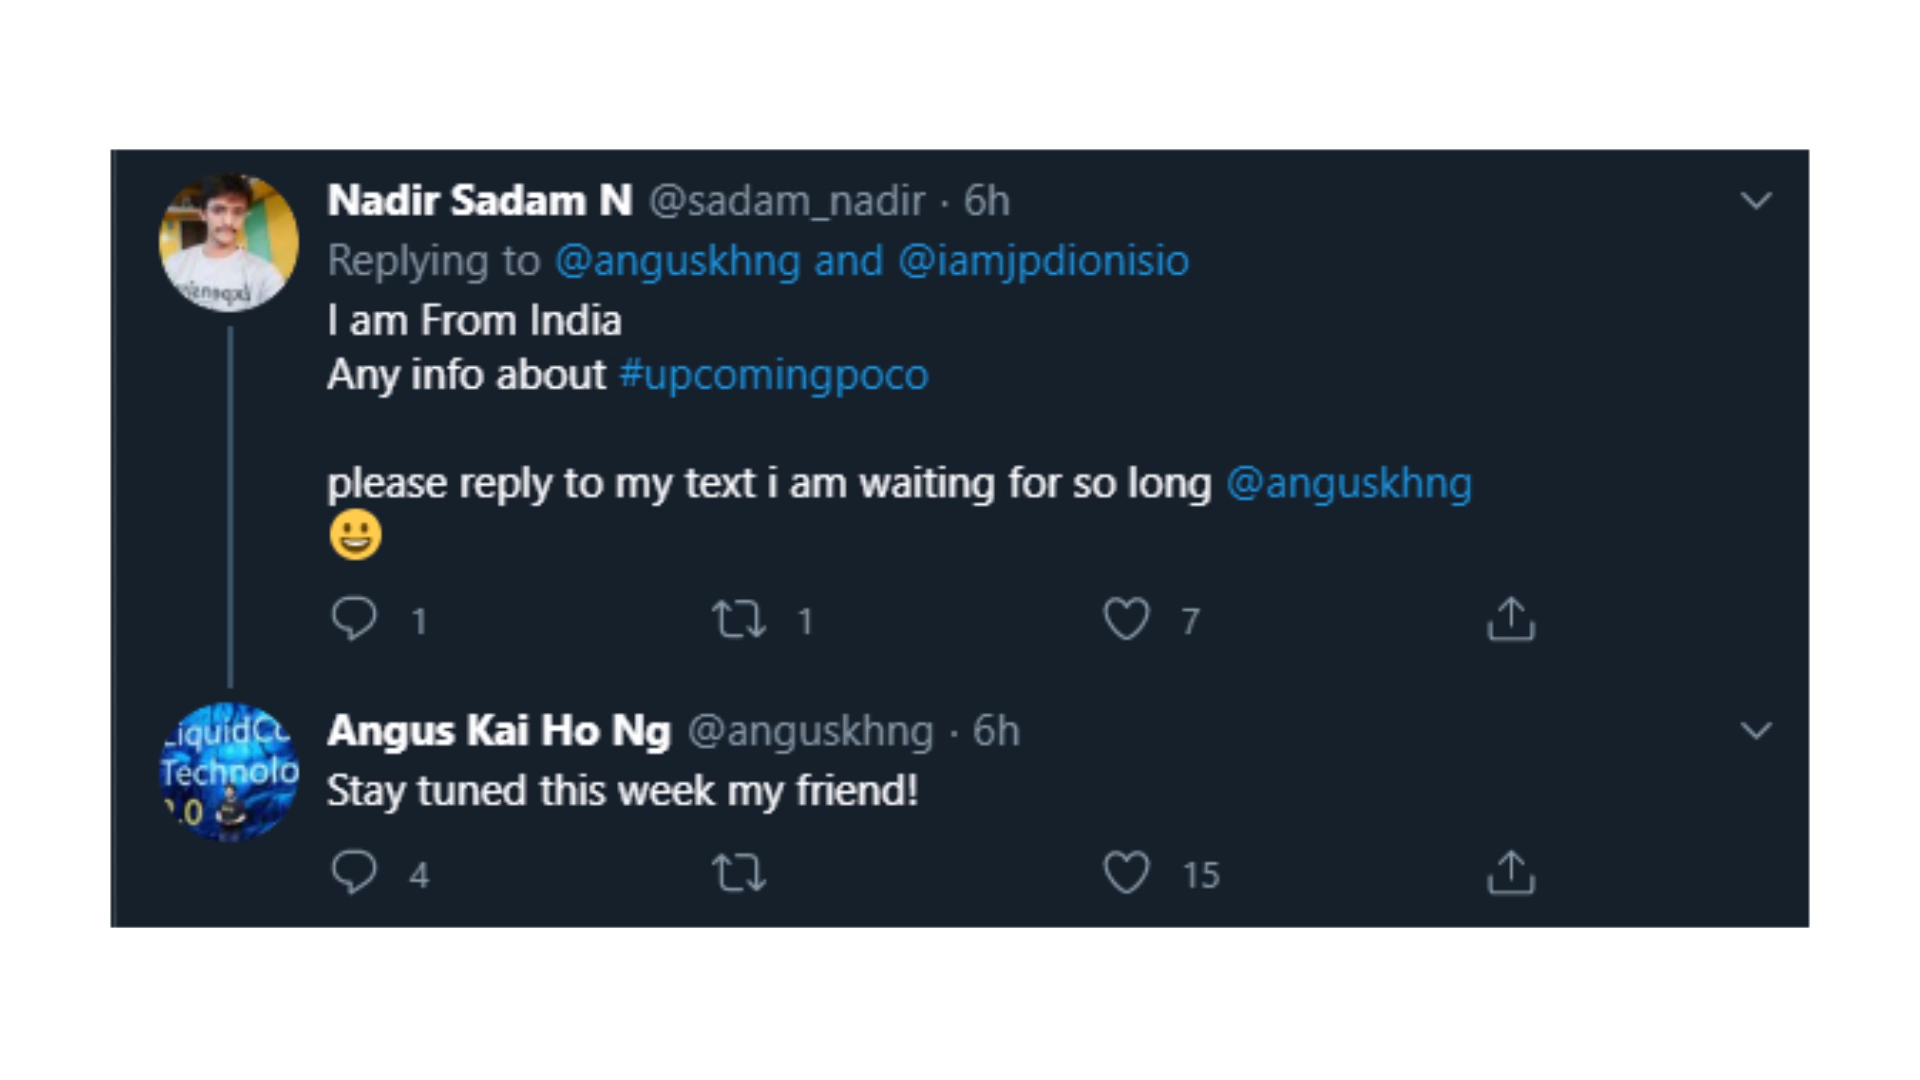 Nadir Sadam N @sadam_nadir · 6h
Replying to @anguskhng and @iamjpdionisio
I am From India
Any info about #upcomingpoco
please reply to my text i am waiting for so long @anguskhng
😀
1 1 7
Angus Kai Ho Ng @anguskhng · 6h
Stay tuned this week my friend!
4 15